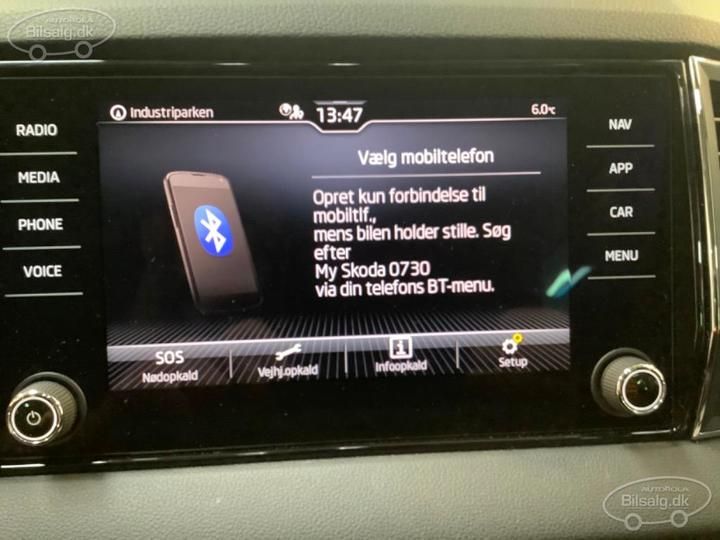 AUTOROLA
Bilsalg.dk
RADIO
MEDIA
PHONE
VOICE
Industriparken
13:47
6.0°C
Vælg mobiltelefon
Opret kun forbindelse til
mobiltlf.,
mens bilen holder stille. Søg
efter
My Skoda 0730
via din telefons BT-menu.
SOS
Nødopkald
Vejhj.opkald
Infoopkald
Setup
NAV
APP
CAR
MENU
AUTOROLA
Bilsalg.dk